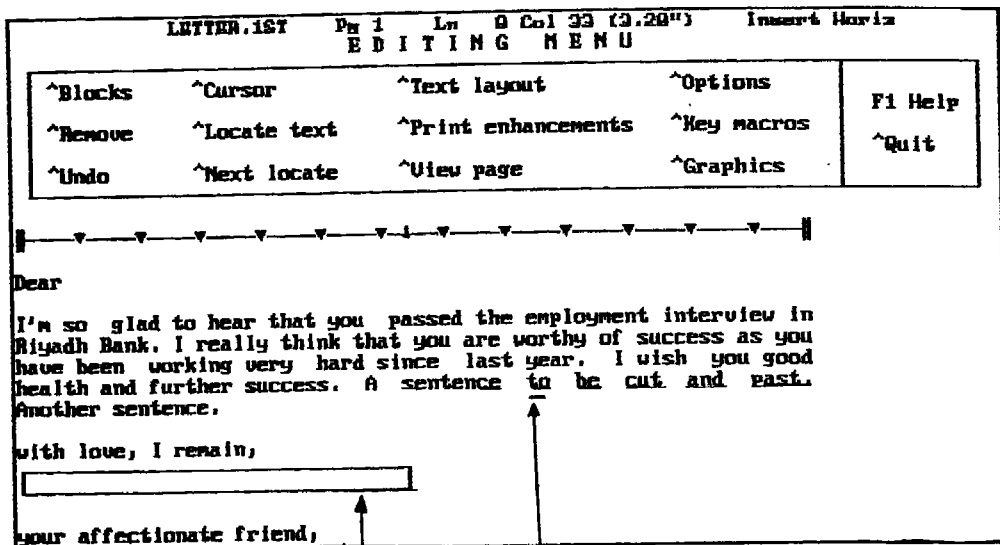 LETTER.1ST Pg 1 Ln 9 Col 33 (3.20") Insert Horiz
E D I T I N G M E N U
^Blocks ^Cursor ^Text layout ^Options F1 Help
^Remove ^Locate text ^Print enhancements ^Key macros ^Quit
^Undo ^Next locate ^View page ^Graphics
Dear
I'm so glad to hear that you passed the employment interview in
Riyadh Bank. I really think that you are worthy of success as you
have been working very hard since last year. I wish you good
health and further success. A sentence to be cut and past.
Another sentence.
with love, I remain,
your affectionate friend,